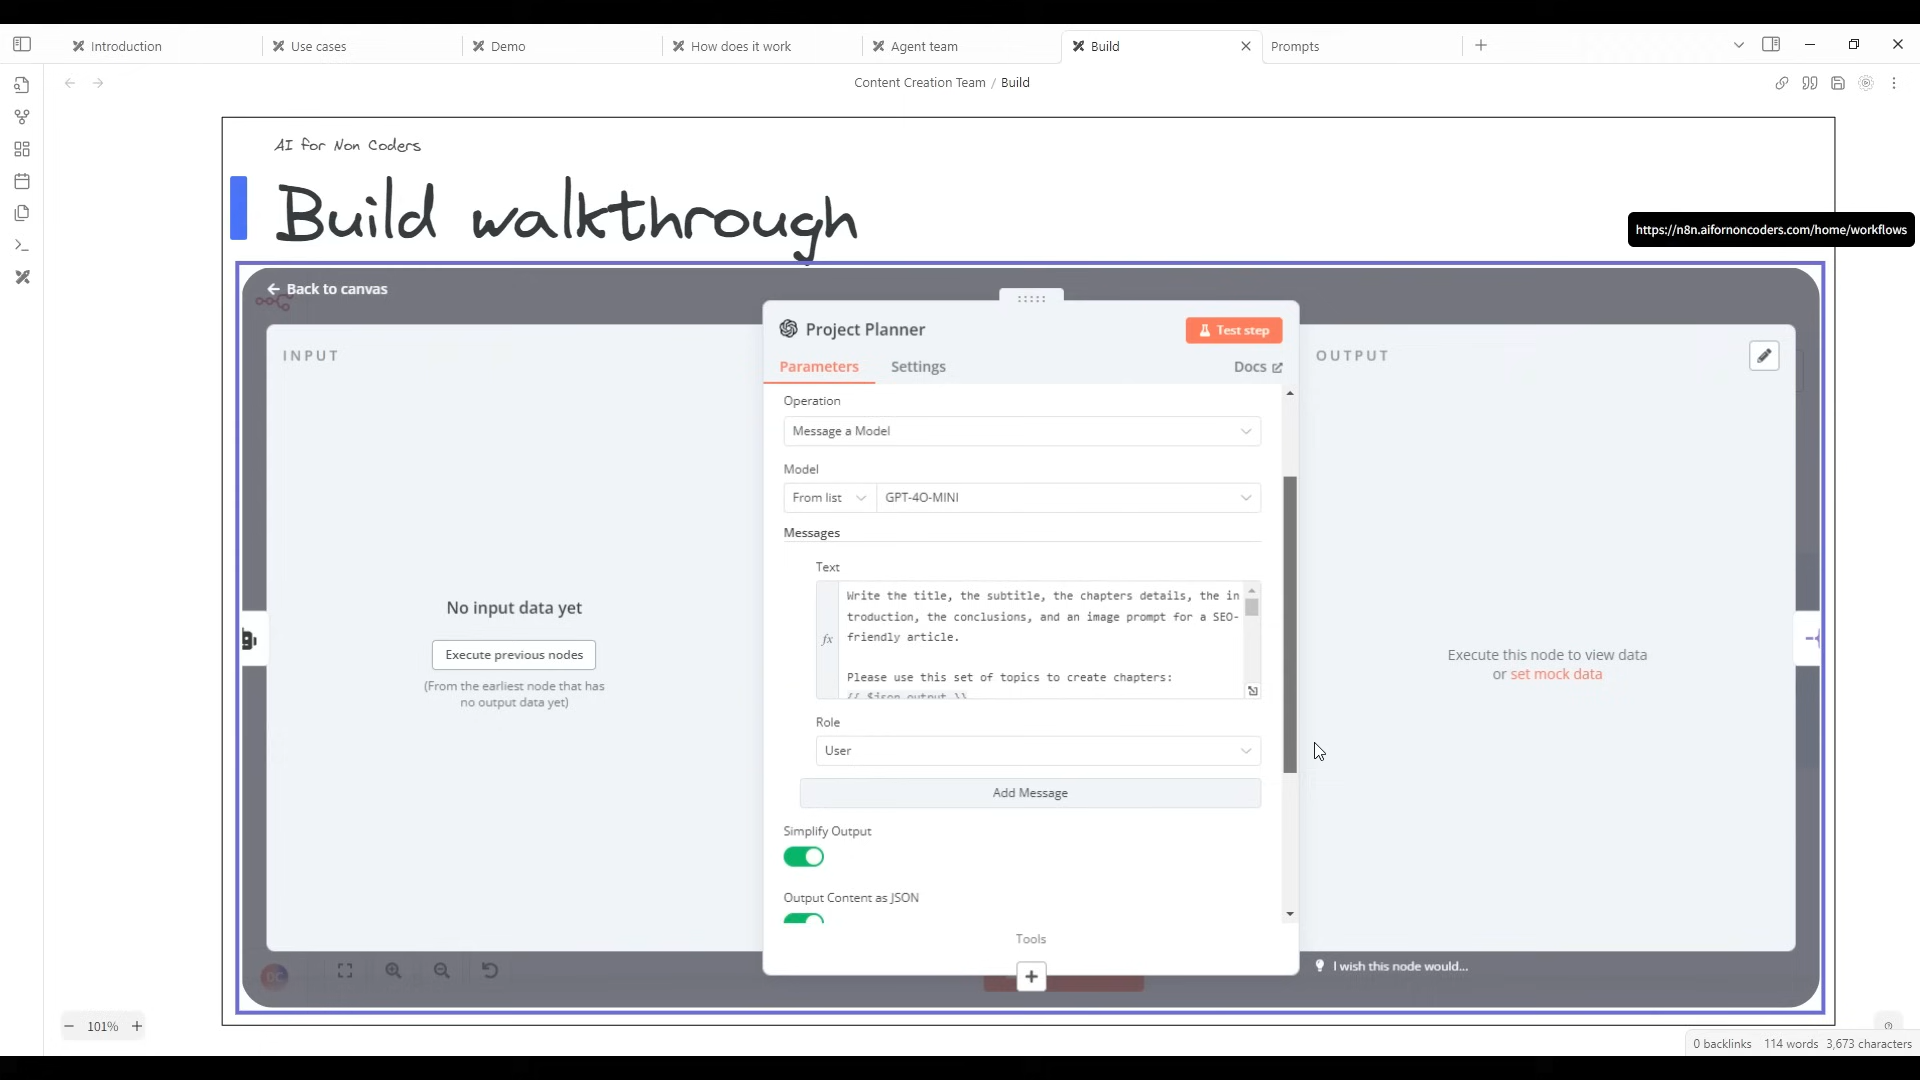 Introduction
Use cases
Demo
How does it work
Agent team
Build
Prompts
Content Creation Team / Build
AI for Non Coders
Build walkthrough
https://n8n.aifornoncoders.com/home/workflows
Back to canvas
INPUT
No input data yet
Execute previous nodes
(From the earliest node that has
no output data yet)
Project Planner
Test step
Parameters
Settings
Docs
Operation
Message a Model
Model
From list
GPT-4O-MINI
Messages
Text
fx
Write the title, the subtitle, the chapters details, the in
troduction, the conclusions, and an image prompt for a SEO-
friendly article.
Please use this set of topics to create chapters:
{{ $json.output }}
Role
User
Add Message
Simplify Output
Output Content as JSON
Tools
OUTPUT
Execute this node to view data
or set mock data
I wish this node would...
DC
101%
0 backlinks 114 words 3,673 characters